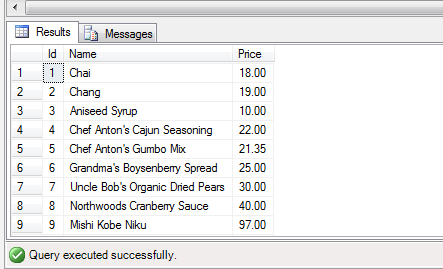 Results Messages
Id Name Price
1 1 Chai 18.00
2 2 Chang 19.00
3 3 Aniseed Syrup 10.00
4 4 Chef Anton's Cajun Seasoning 22.00
5 5 Chef Anton's Gumbo Mix 21.35
6 6 Grandma's Boysenberry Spread 25.00
7 7 Uncle Bob's Organic Dried Pears 30.00
8 8 Northwoods Cranberry Sauce 40.00
9 9 Mishi Kobe Niku 97.00
Query executed successfully.